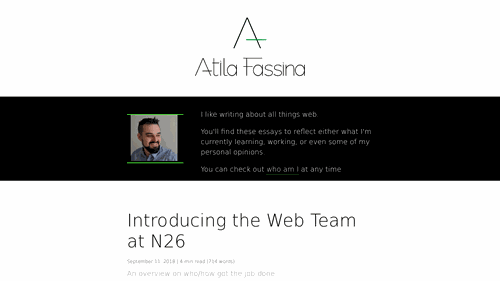 Atila Fassina
I like writing about all things web.
You'll find these essays to reflect either what I'm
currently learning, working, or even some of my
personal opinions.
You can check out who am I at any time
Introducing the Web Team
at N26
September 11, 2018 | 4 min read (754 words)
An overview on who/how got the job done